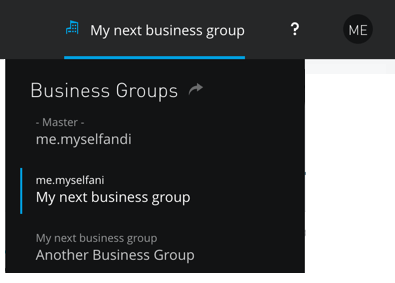 My next business group
?
ME
Business Groups
- Master -
me.myselfandi
me.myselfani
My next business group
My next business group
Another Business Group